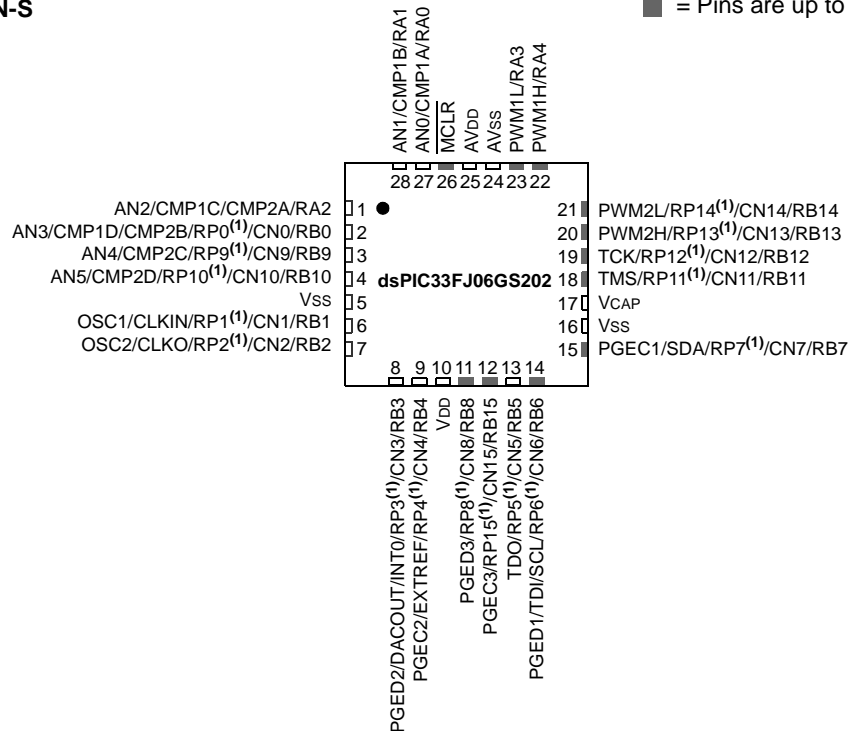 N-S
= Pins are up to
AN1/CMP1B/RA1
AN0/CMP1A/RA0
MCLR
AVDD
AVSS
PWM1L/RA3
PWM1H/RA4
28 27 26 25 24 23 22
AN2/CMP1C/CMP2A/RA2 1
AN3/CMP1D/CMP2B/RP0(1)/CN0/RB0 2
AN4/CMP2C/RP9(1)/CN9/RB9 3
AN5/CMP2D/RP10(1)/CN10/RB10 4
VSS 5
OSC1/CLKIN/RP1(1)/CN1/RB1 6
OSC2/CLKO/RP2(1)/CN2/RB2 7
dsPIC33FJ06GS202
21 PWM2L/RP14(1)/CN14/RB14
20 PWM2H/RP13(1)/CN13/RB13
19 TCK/RP12(1)/CN12/RB12
18 TMS/RP11(1)/CN11/RB11
17 VCAP
16 VSS
15 PGEC1/SDA/RP7(1)/CN7/RB7
8 9 10 11 12 13 14
PGED2/DACOUT/INT0/RP3(1)/CN3/RB3
PGEC2/EXTREF/RP4(1)/CN4/RB4
VDD
PGED3/RP8(1)/CN8/RB8
PGEC3/RP15(1)/CN15/RB15
TDO/RP5(1)/CN5/RB5
PGED1/TDI/SCL/RP6(1)/CN6/RB6